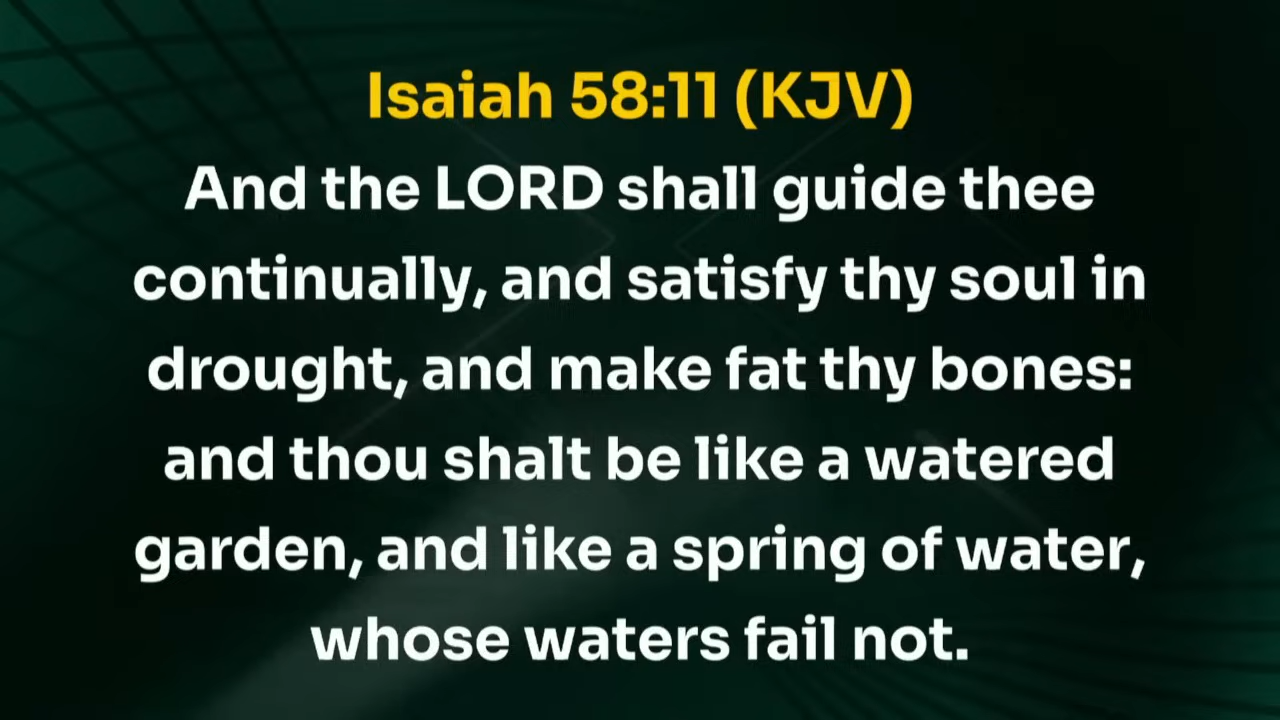 Isaiah 58:11 (KJV)
And the LORD shall guide thee
continually, and satisfy thy soul in
drought, and make fat thy bones:
and thou shalt be like a watered
garden, and like a spring of water,
whose waters fail not.